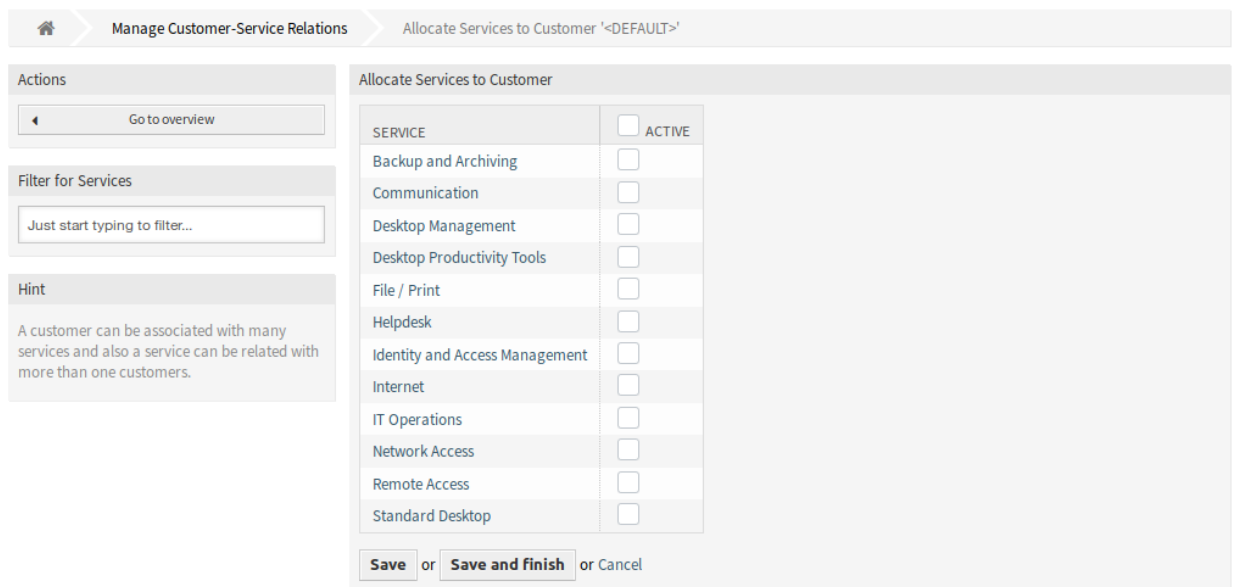 Manage Customer-Service Relations
Allocate Services to Customer '<DEFAULT>'
Actions
Go to overview
Filter for Services
Just start typing to filter...
Hint
A customer can be associated with many
services and also a service can be related with
more than one customers.
Allocate Services to Customer
SERVICE ACTIVE
Backup and Archiving
Communication
Desktop Management
Desktop Productivity Tools
File / Print
Helpdesk
Identity and Access Management
Internet
IT Operations
Network Access
Remote Access
Standard Desktop
Save or Save and finish or Cancel